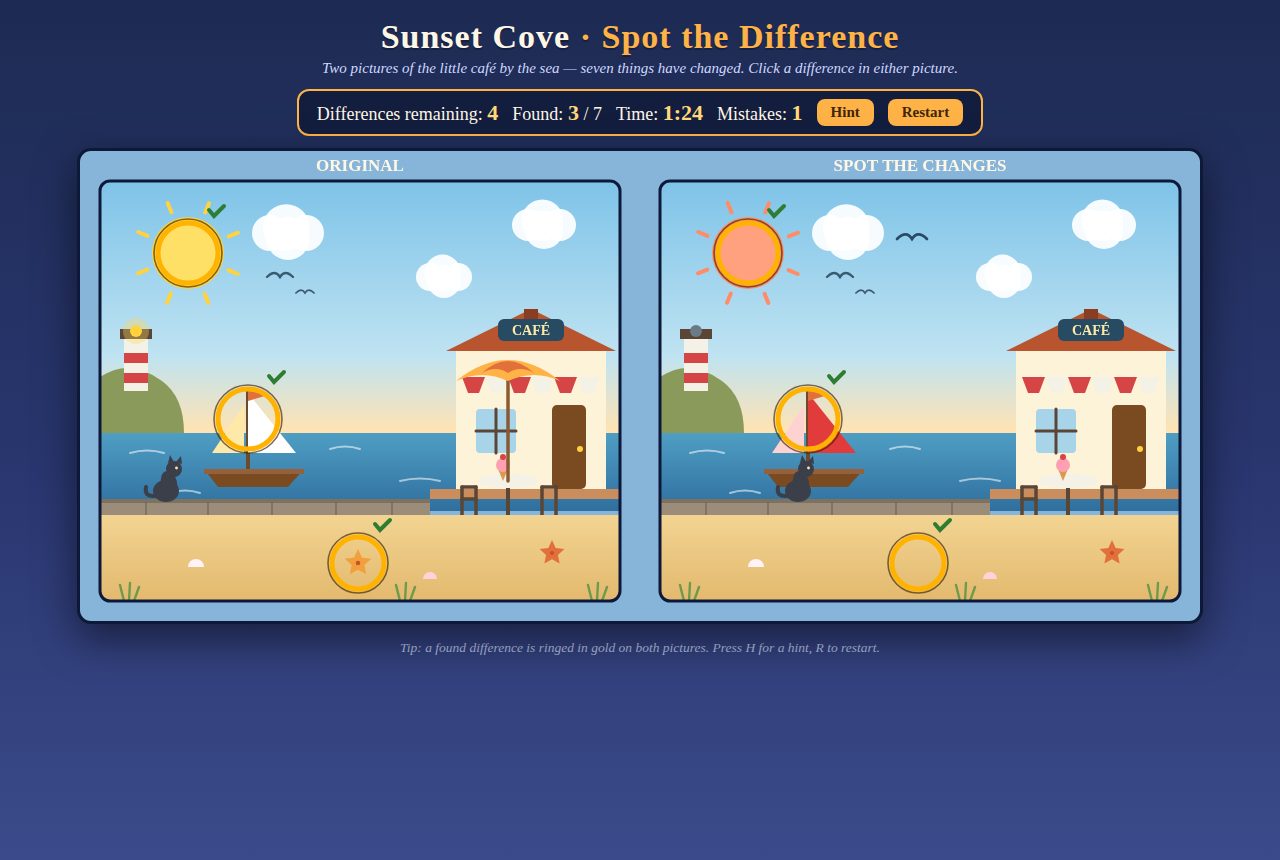 Sunset Cove · Spot the Difference
Two pictures of the little café by the sea — seven things have changed. Click a difference in either picture.
Differences remaining: 4 Found: 3 / 7 Time: 1:24 Mistakes: 1 Hint Restart
ORIGINAL
SPOT THE CHANGES
CAFÉ
CAFÉ
Tip: a found difference is ringed in gold on both pictures. Press H for a hint, R to restart.